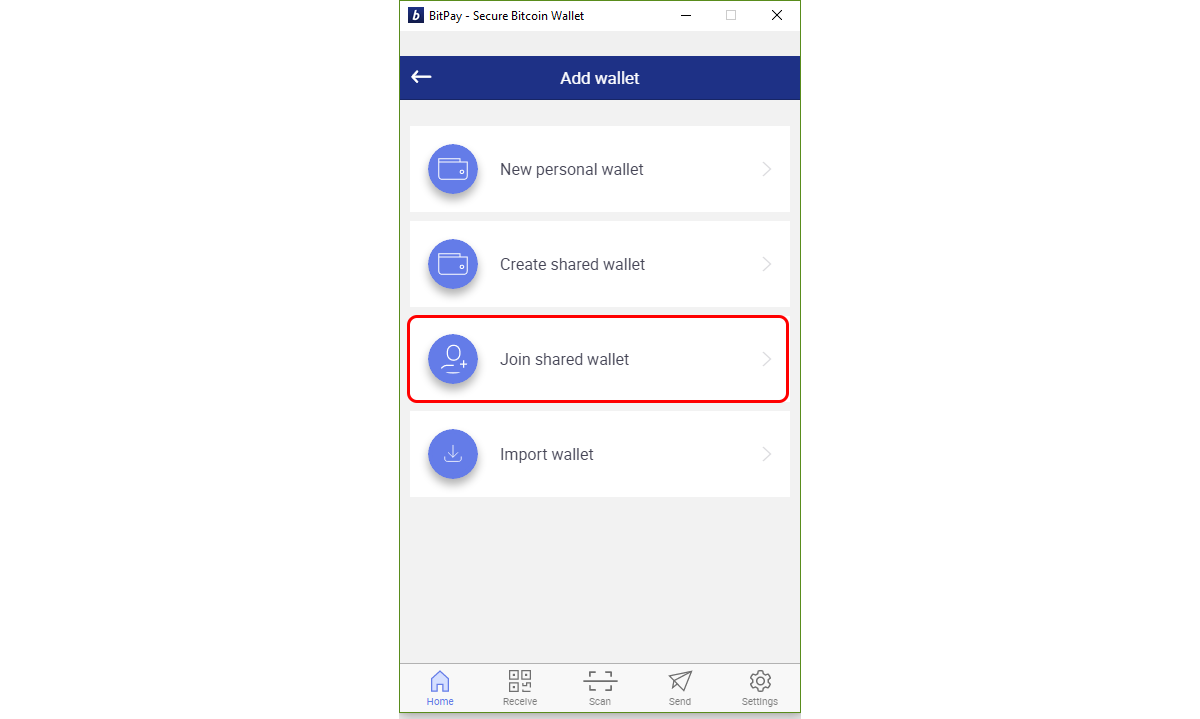 b BitPay - Secure Bitcoin Wallet
Add wallet
New personal wallet
Create shared wallet
Join shared wallet
Import wallet
Home Receive Scan Send Settings